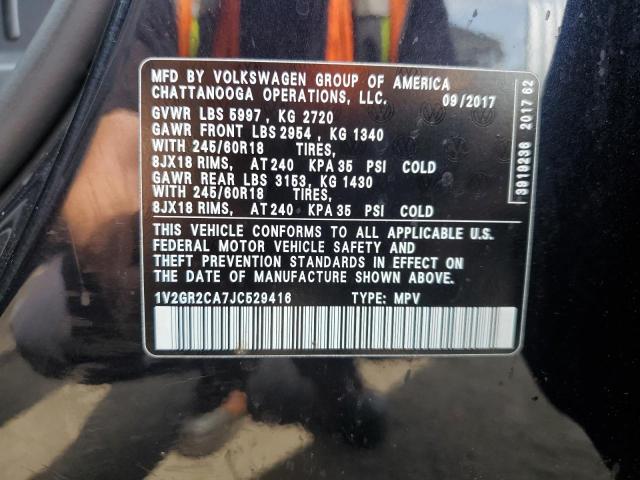 MFD BY VOLKSWAGEN GROUP OF AMERICA
CHATTANOOGA OPERATIONS, LLC. 09/2017
GVWR LBS 5997, KG 2720
GAWR FRONT LBS 2954, KG 1340
WITH 245/60R18 TIRES,
8JX18 RIMS, AT 240 KPA 35 PSI COLD
GAWR REAR LBS 3153, KG 1430
WITH 245/60R18 TIRES,
8JX18 RIMS, AT 240 KPA 35 PSI COLD
THIS VEHICLE CONFORMS TO ALL APPLICABLE U.S.
FEDERAL MOTOR VEHICLE SAFETY AND
THEFT PREVENTION STANDARDS IN EFFECT ON
THE DATE OF MANUFACTURE SHOWN ABOVE.
1V2GR2CA7JC529416 TYPE: MPV
3919236 2017 62